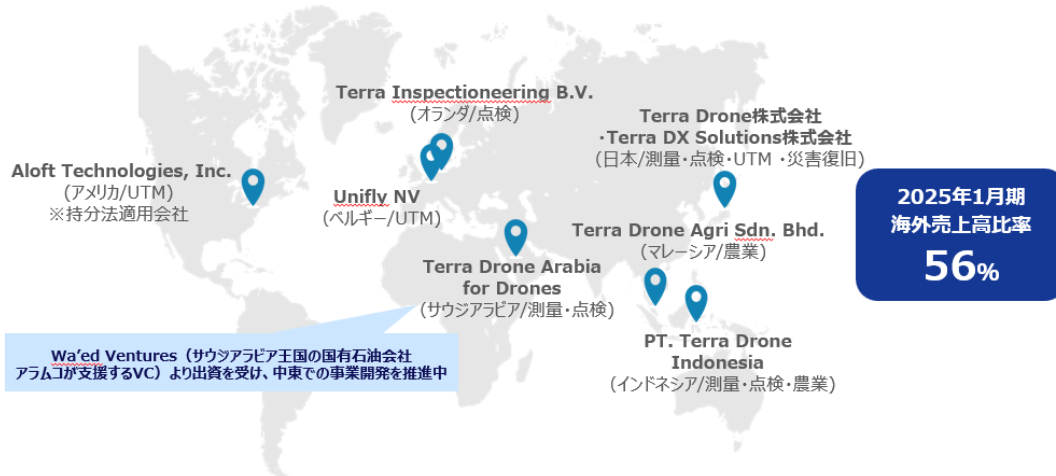 Terra Inspectioneering B.V.
(オランダ/点検)
Terra Drone株式会社
・Terra DX Solutions株式会社
(日本/測量・点検・UTM ・災害復旧)
Aloft Technologies, Inc.
(アメリカ/UTM)
※持分法適用会社
Unifly NV
(ベルギー/UTM)
2025年1月期
海外売上高比率
56%
Terra Drone Agri Sdn. Bhd.
(マレーシア/農業)
Terra Drone Arabia
for Drones
(サウジアラビア/測量・点検)
Wa'ed Ventures（サウジアラビア王国の国有石油会社
アラムコが支援するVC）より出資を受け、中東での事業開発を推進中
PT. Terra Drone
Indonesia
(インドネシア/測量・点検・農業)